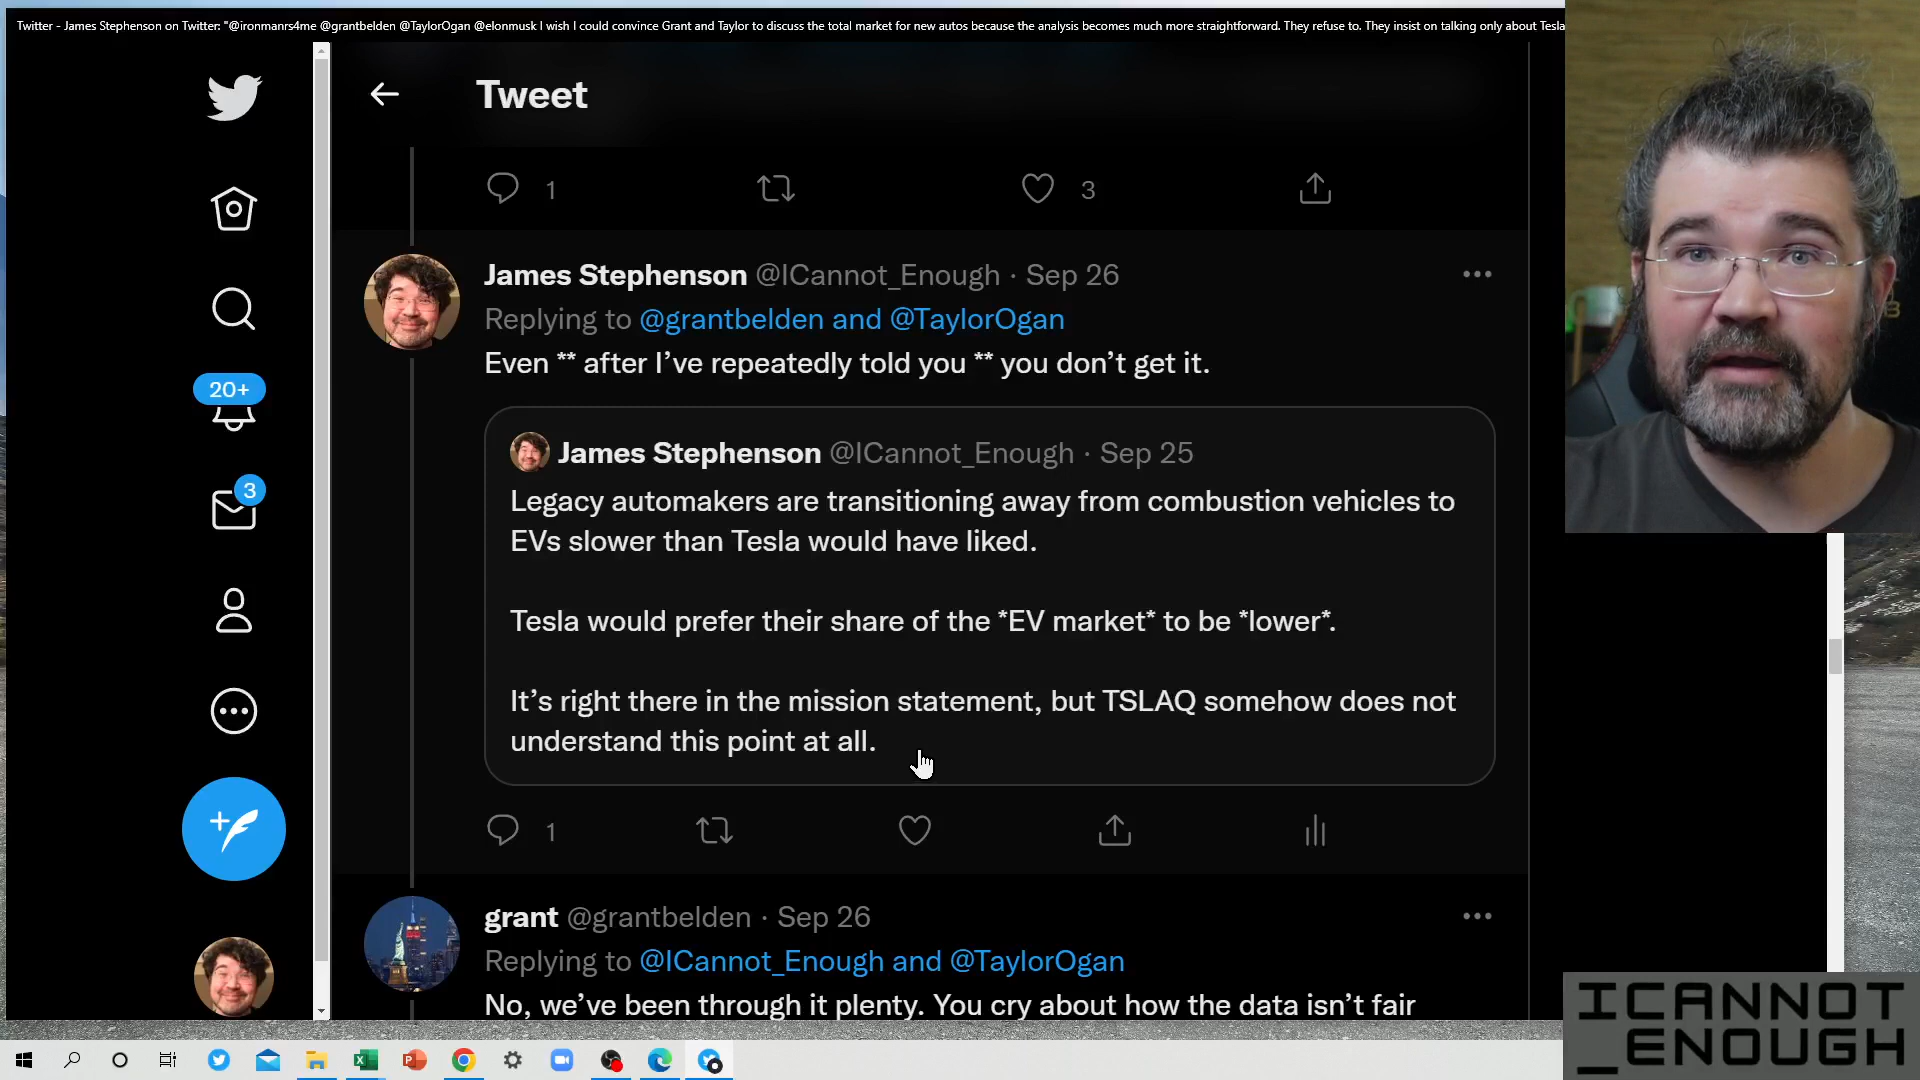 Twitter - James Stephenson on Twitter: "@ironmanrs4me @grantbelden @TaylorOgan @elonmusk I wish I could convince Grant and Taylor to discuss the total market for new autos because the analysis becomes much more straightforward. They refuse to. They insist on talking only about Tesla
Tweet
1
3
James Stephenson @ICannot_Enough · Sep 26
Replying to @grantbelden and @TaylorOgan
Even ** after I’ve repeatedly told you ** you don’t get it.
James Stephenson @ICannot_Enough · Sep 25
Legacy automakers are transitioning away from combustion vehicles to
EVs slower than Tesla would have liked.
Tesla would prefer their share of the *EV market* to be *lower*.
It’s right there in the mission statement, but TSLAQ somehow does not
understand this point at all.
1
grant @grantbelden · Sep 26
Replying to @ICannot_Enough and @TaylorOgan
No, we’ve been through it plenty. You cry about how the data isn’t fair
20+
3
ICANNOT
_ENOUGH